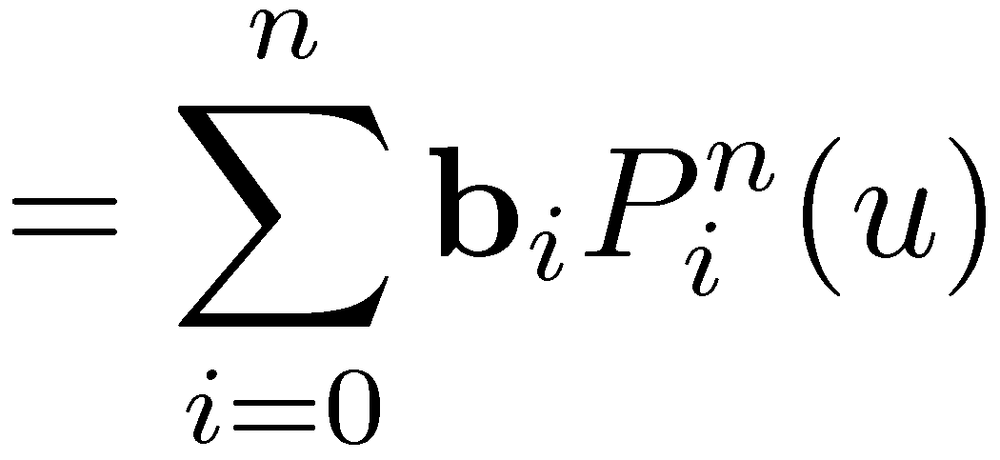 = \sum_{i=0}^{n} \mathbf{b}_i P_i^n(u)